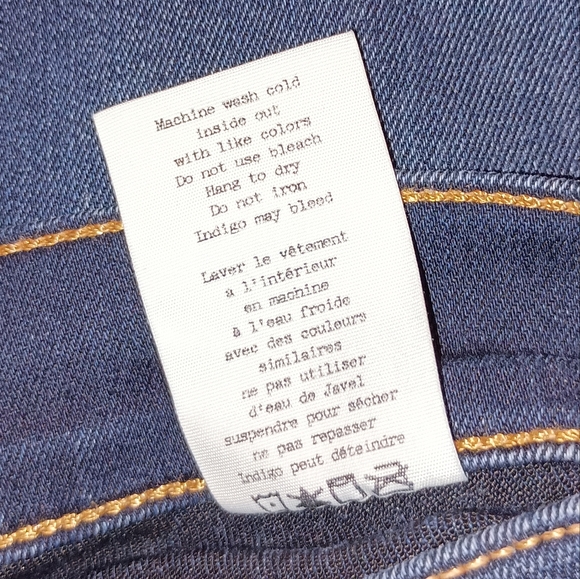 Machine wash cold
inside out
with like colors
Do not use bleach
Hang to dry
Do not iron
Indigo may bleed
Laver le vêtement
a l'intérieur
en machine
à l'eau froide
avec des couleurs
similaires
ne pas utiliser
d'eau de Javel
suspendre pour sécher
ne pas repasser
indigo peut déteindre